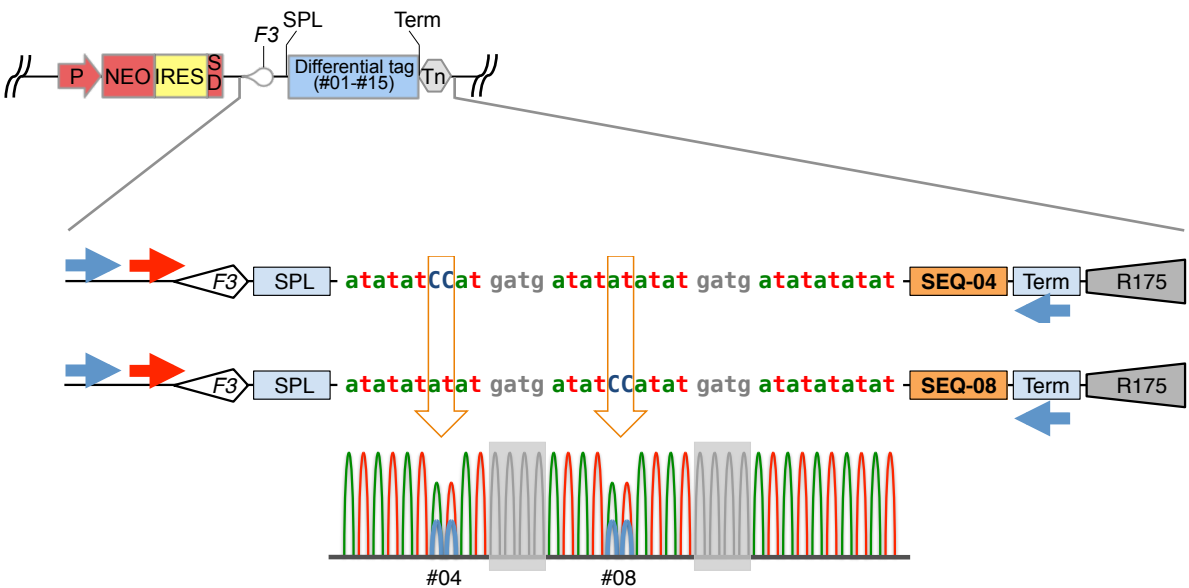 F3 SPL Term
P NEO IRES SD Differential tag (#01-#15) Tn
F3 SPL atatatCCat gatg atatatatat gatg atatatatat SEQ-04 Term R175
F3 SPL atatatatat gatg atatCCatat gatg atatatatat SEQ-08 Term R175
#04 #08